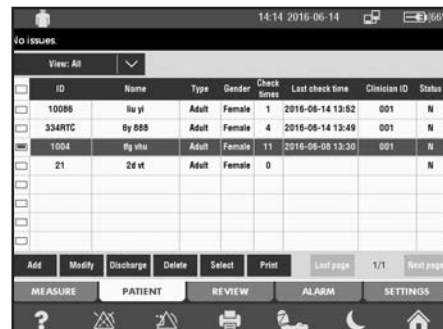 14:14 2016-06-14 66
No issues.
View: All
ID Name Type Gender Check times Last check time Clinician ID Status
10086 liu yi Adult Female 1 2016-06-14 13:52 001 N
334RTC 6y 888 Adult Female 4 2016-06-14 13:49 001 N
1004 tfg vhu Adult Female 11 2016-06-08 13:30 001 N
21 2d vt Adult Female 0 N
Add Modify Discharge Delete Select Print Last page 1/1 Next page
MEASURE PATIENT REVIEW ALARM SETTINGS